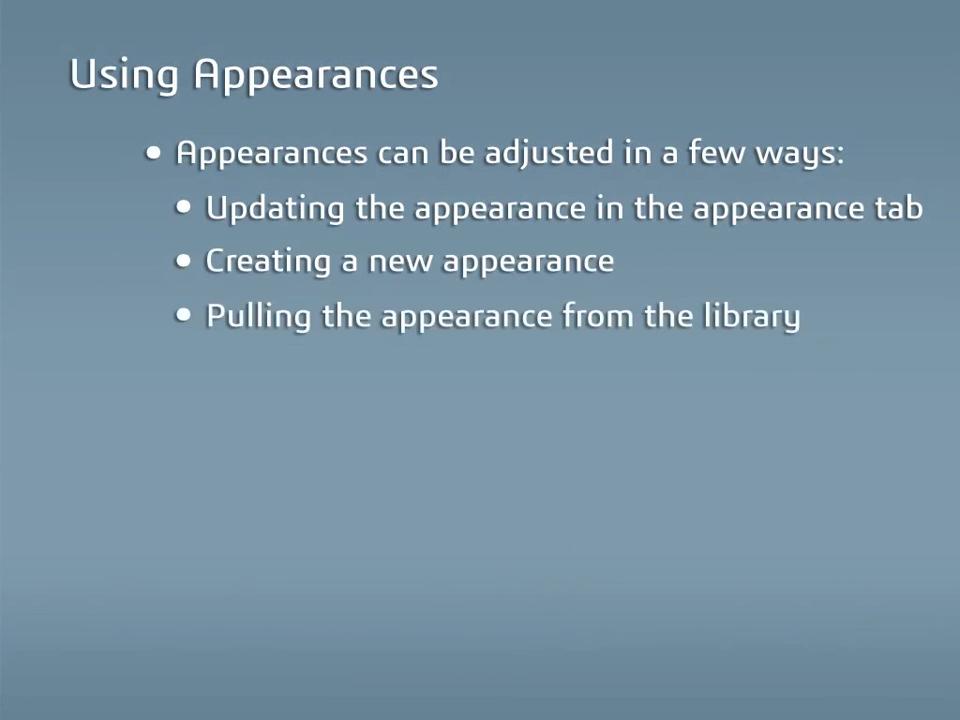 Using Appearances
• Appearances can be adjusted in a few ways:
• Updating the appearance in the appearance tab
• Creating a new appearance
• Pulling the appearance from the library